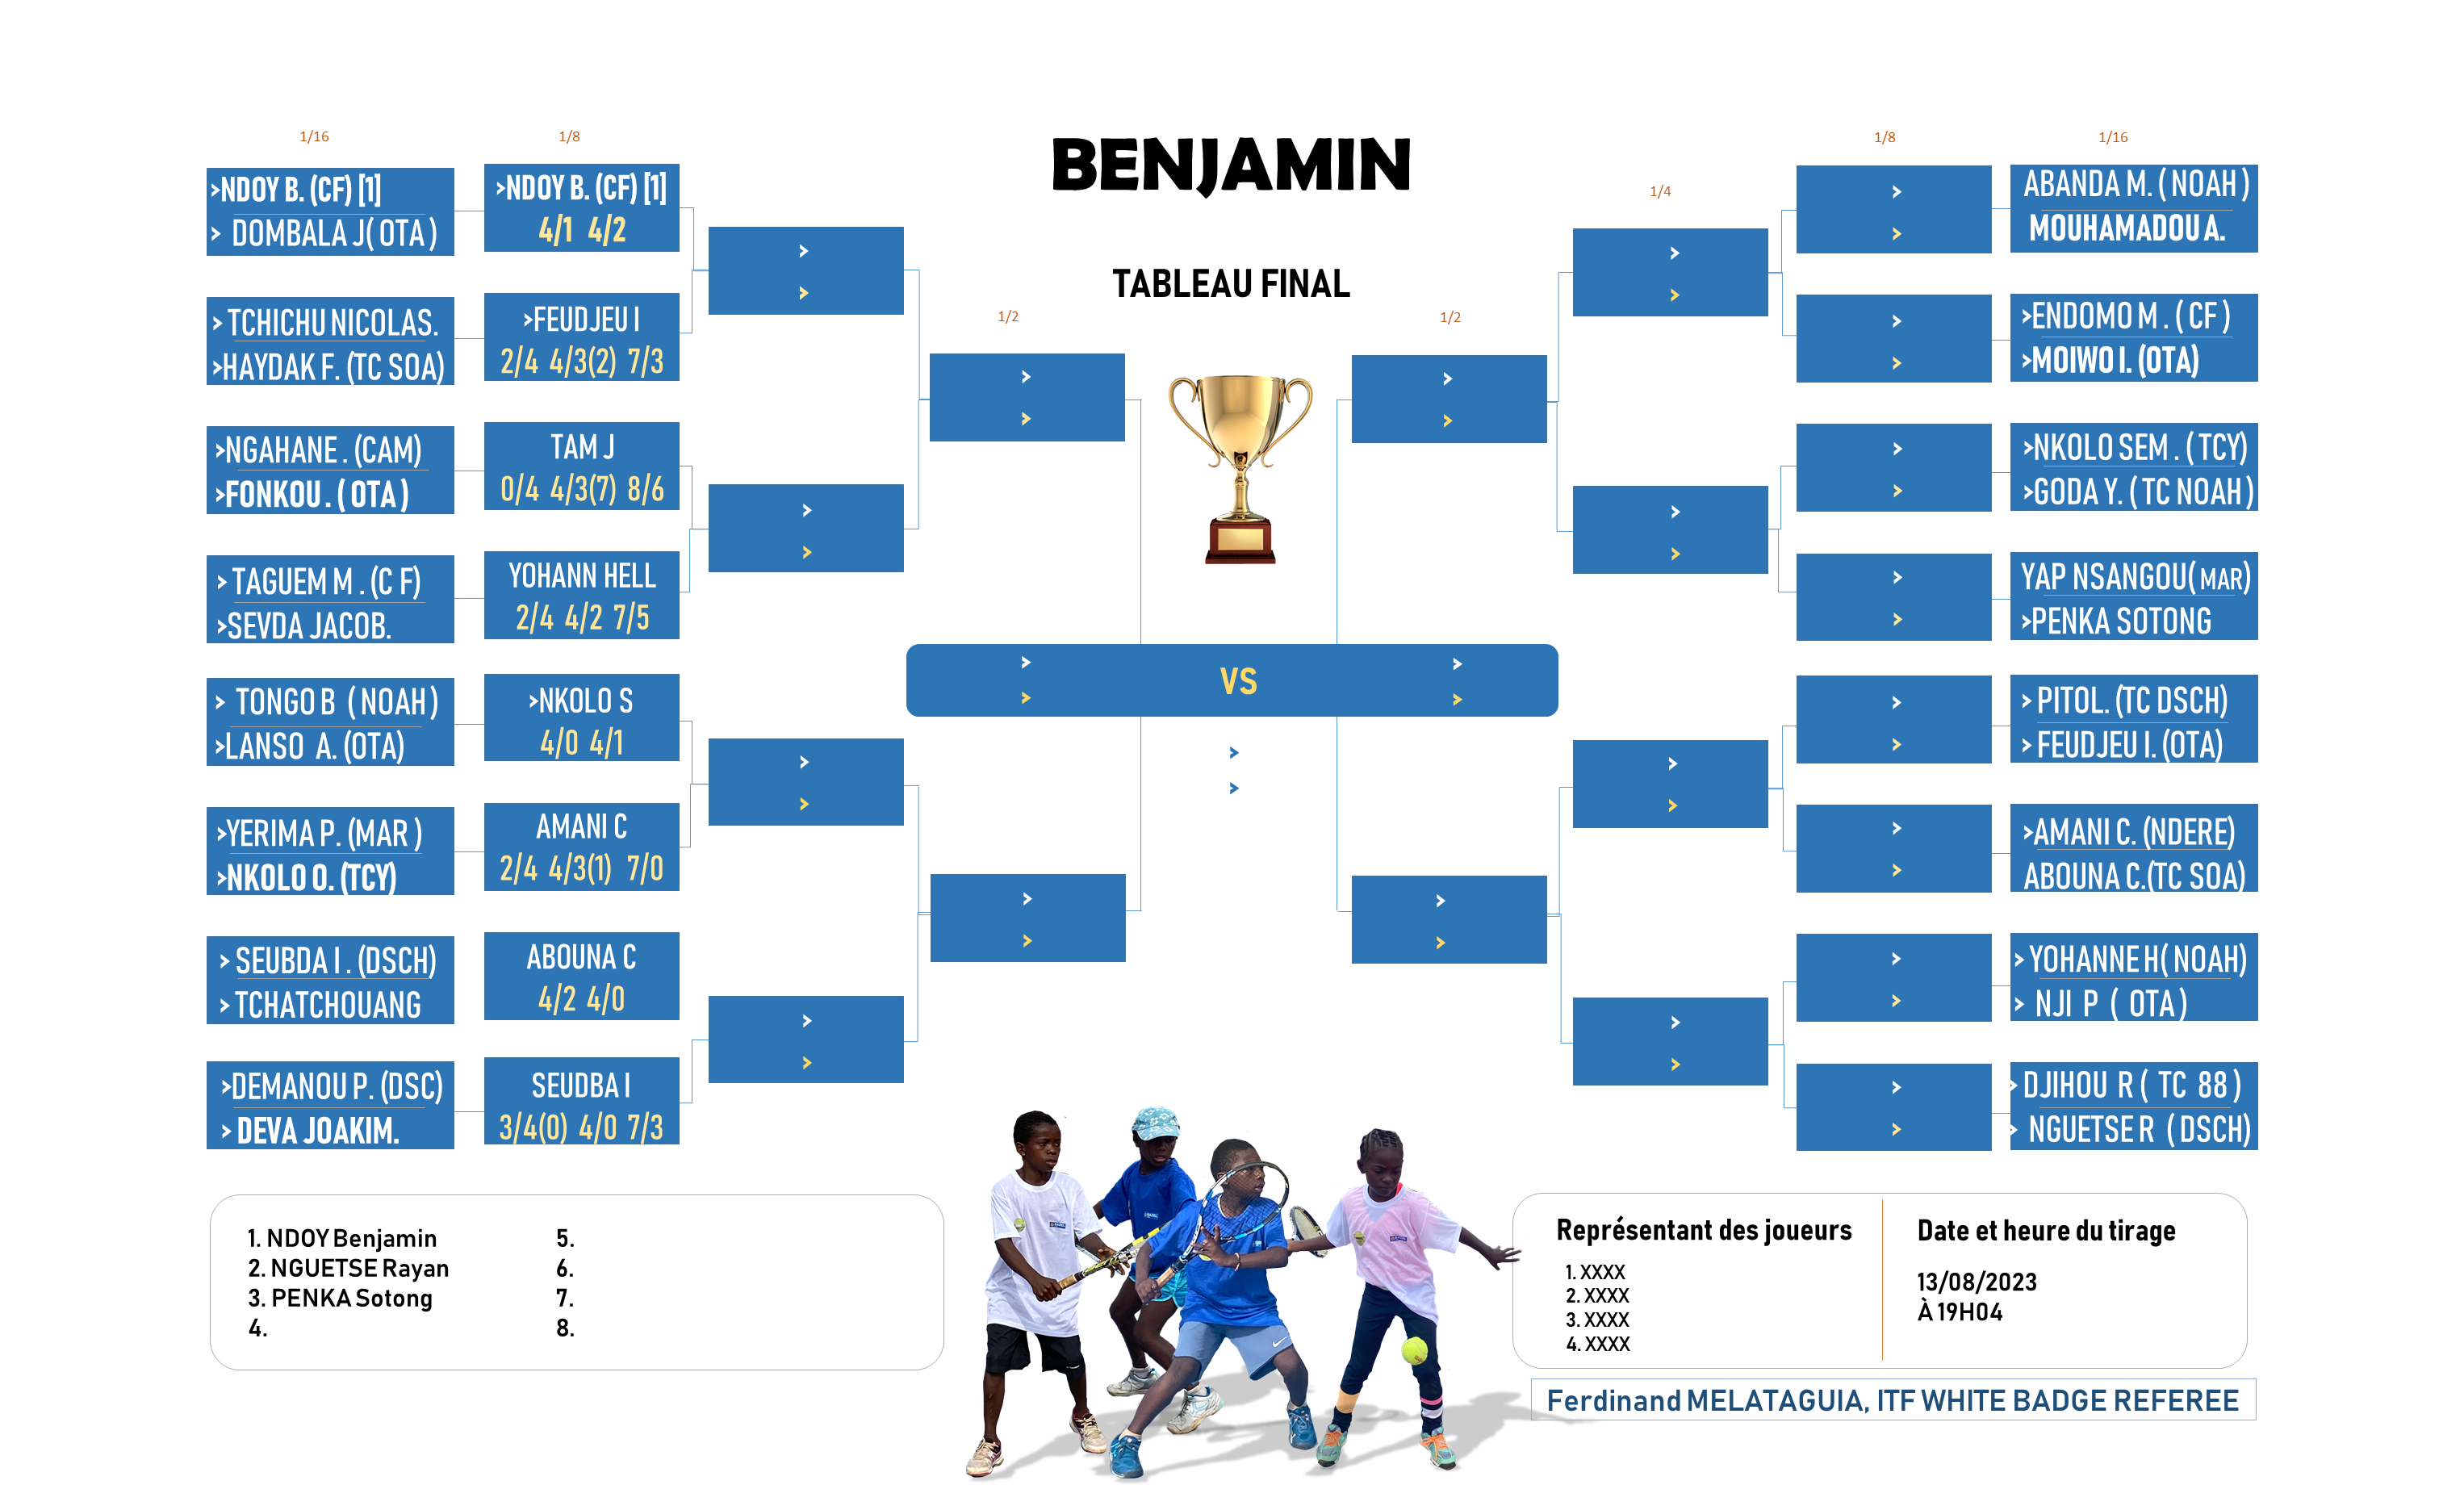 BENJAMIN
TABLEAU FINAL
1/16
>NDOY B. (CF) [1]
> DOMBALA J( OTA )
> TCHICHU NICOLAS.
>HAYDAK F. (TC SOA)
>NGAHANE . (CAM)
>FONKOU . ( OTA )
> TAGUEM M . (C F)
>SEVDA JACOB.
> TONGO B ( NOAH )
>LANSO A. (OTA)
>YERIMA P. (MAR )
>NKOLO O. (TCY)
> SEUBDA I . (DSCH)
> TCHATCHOUANG
>DEMANOU P. (DSC)
> DEVA JOAKIM.
1/8
>NDOY B. (CF) [1]
4/1 4/2
>FEUDJEU I
2/4 4/3(2) 7/3
TAM J
0/4 4/3(7) 8/6
YOHANN HELL
2/4 4/2 7/5
>NKOLO S
4/0 4/1
AMANI C
2/4 4/3(1) 7/0
ABOUNA C
4/2 4/0
SEUDBA I
3/4(0) 4/0 7/3
1/2
VS
1/2
1/4
1/8
1/16
ABANDA M. ( NOAH )
MOUHAMADOU A.
>ENDOMO M . ( CF )
>MOIWO I. (OTA)
>NKOLO SEM . ( TCY)
>GODA Y. ( TC NOAH )
YAP NSANGOU( MAR)
>PENKA SOTONG
> PITOL. (TC DSCH)
> FEUDJEU I. (OTA)
>AMANI C. (NDERE)
ABOUNA C.(TC SOA)
> YOHANNE H( NOAH)
> NJI P ( OTA )
> DJIHOU R ( TC 88 )
> NGUETSE R ( DSCH)
1. NDOY Benjamin
2. NGUETSE Rayan
3. PENKA Sotong
4.
5.
6.
7.
8.
Représentant des joueurs
1. XXXX
2. XXXX
3. XXXX
4. XXXX
Date et heure du tirage
13/08/2023
À 19H04
Ferdinand MELATAGUIA, ITF WHITE BADGE REFEREE